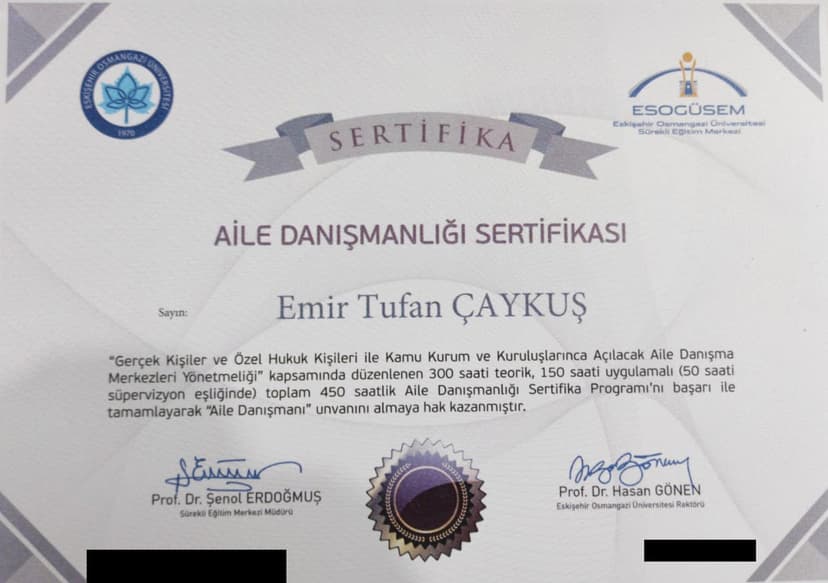 ESKİŞEHİR OSMANGAZİ ÜNİVERSİTESİ
1970
ESOGÜSEM
Eskişehir Osmangazi Üniversitesi
Sürekli Eğitim Merkezi
SERTİFİKA
AİLE DANIŞMANLIĞI SERTİFİKASI
Sayın: Emir Tufan ÇAYKUŞ
"Gerçek Kişiler ve Özel Hukuk Kişileri ile Kamu Kurum ve Kuruluşlarınca Açılacak Aile Danışma
Merkezleri Yönetmeliği" kapsamında düzenlenen 300 saati teorik, 150 saati uygulamalı (50 saati
süpervizyon eşliğinde) toplam 450 saatlik Aile Danışmanlığı Sertifika Programı'nı başarı ile
tamamlayarak "Aile Danışmanı" unvanını almaya hak kazanmıştır.
Prof. Dr. Şenol ERDOĞMUŞ
Sürekli Eğitim Merkezi Müdürü
Prof. Dr. Hasan GÖNEN
Eskişehir Osmangazi Üniversitesi Rektörü